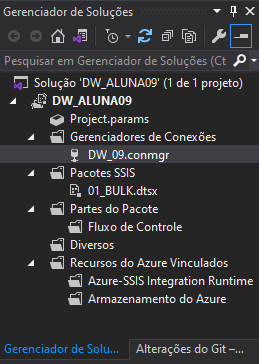 Gerenciador de Soluções
Pesquisar em Gerenciador de Soluções (Ct
Solução 'DW_ALUNA09' (1 de 1 projeto)
DW_ALUNA09
Project.params
Gerenciadores de Conexões
DW_09.conmgr
Pacotes SSIS
01_BULK.dtsx
Partes do Pacote
Fluxo de Controle
Diversos
Recursos do Azure Vinculados
Azure-SSIS Integration Runtime
Armazenamento do Azure
Gerenciador de Solu... Alterações do Git –...